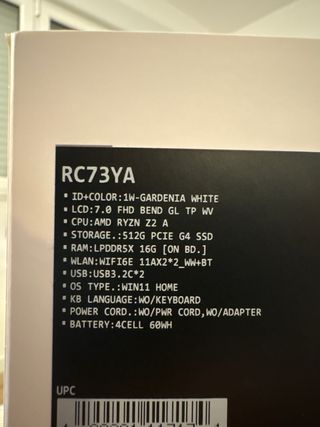 RC73YA
▪ ID+COLOR:1W-GARDENIA WHITE
▪ LCD:7.0 FHD BEND GL TP WV
▪ CPU:AMD RYZN Z2 A
▪ STORAGE.:512G PCIE G4 SSD
▪ RAM:LPDDR5X 16G [ON BD.]
▪ WLAN:WIFI6E 11AX2*2_WW+BT
▪ USB:USB3.2C*2
▪ OS TYPE.:WIN11 HOME
▪ KB LANGUAGE:WO/KEYBOARD
▪ POWER CORD.:WO/PWR CORD,WO/ADAPTER
▪ BATTERY:4CELL 60WH
UPC